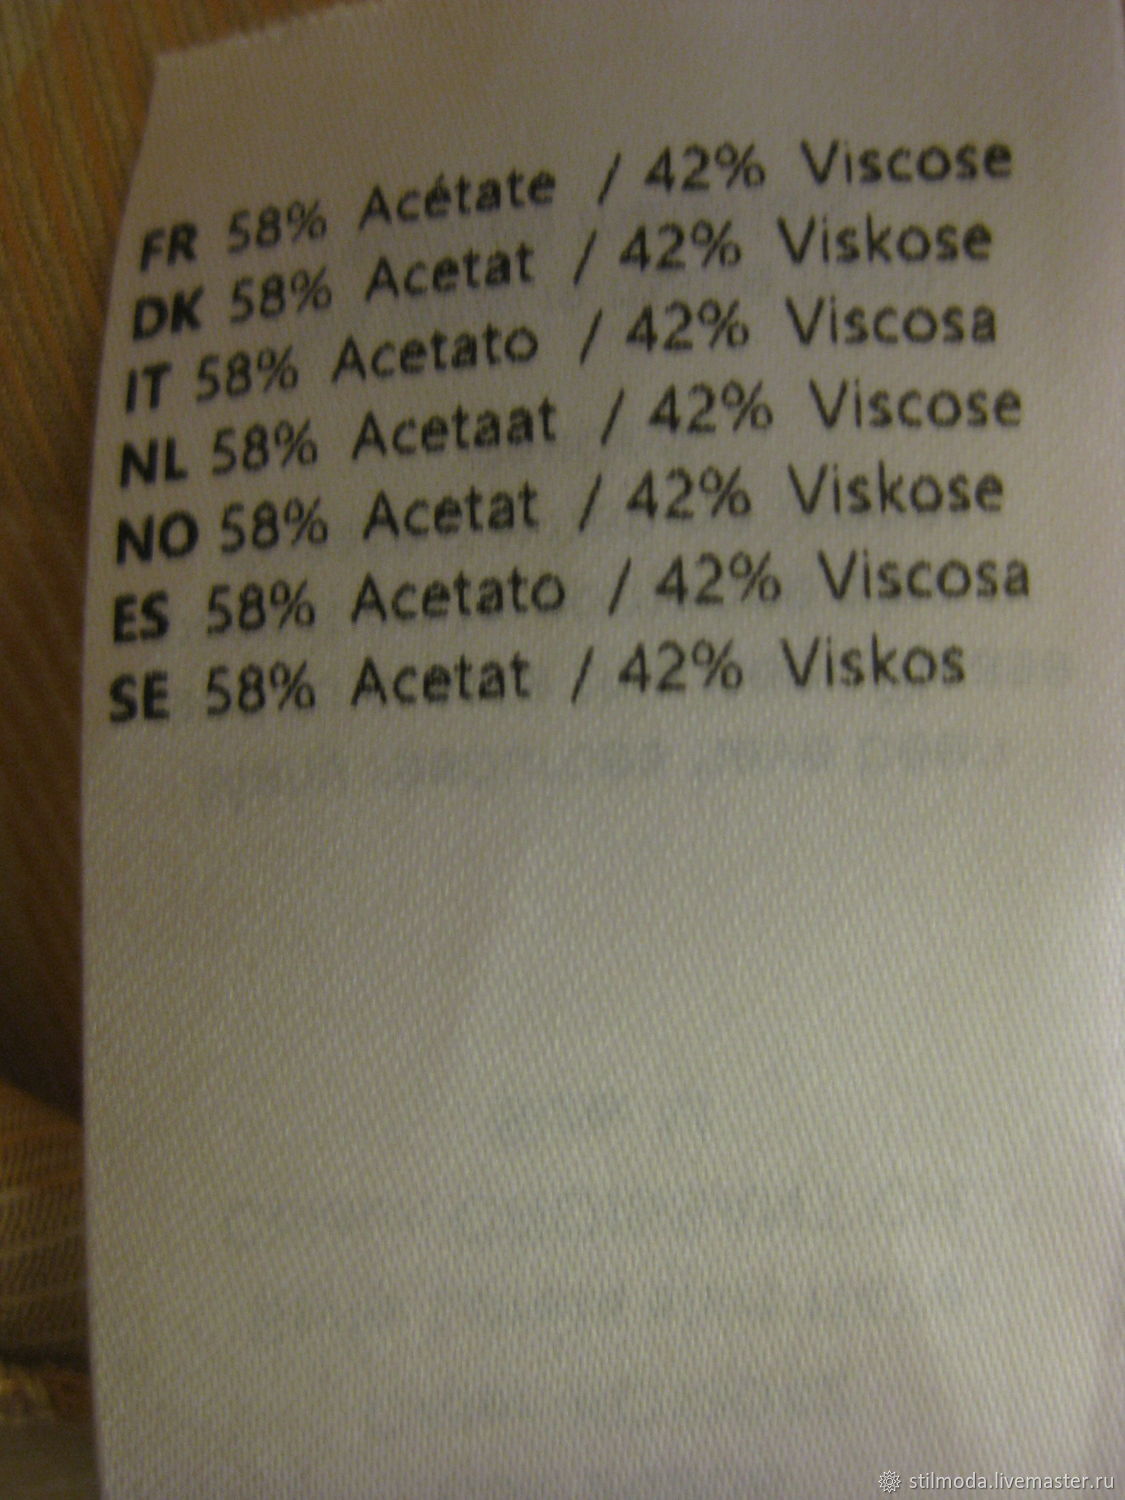 FR 58% Acétate / 42% Viscose
DK 58% Acetat / 42% Viskose
IT 58% Acetato / 42% Viscosa
NL 58% Acetaat / 42% Viscose
NO 58% Acetat / 42% Viskose
ES 58% Acetato / 42% Viscosa
SE 58% Acetat / 42% Viskos
stilmoda.livemaster.ru